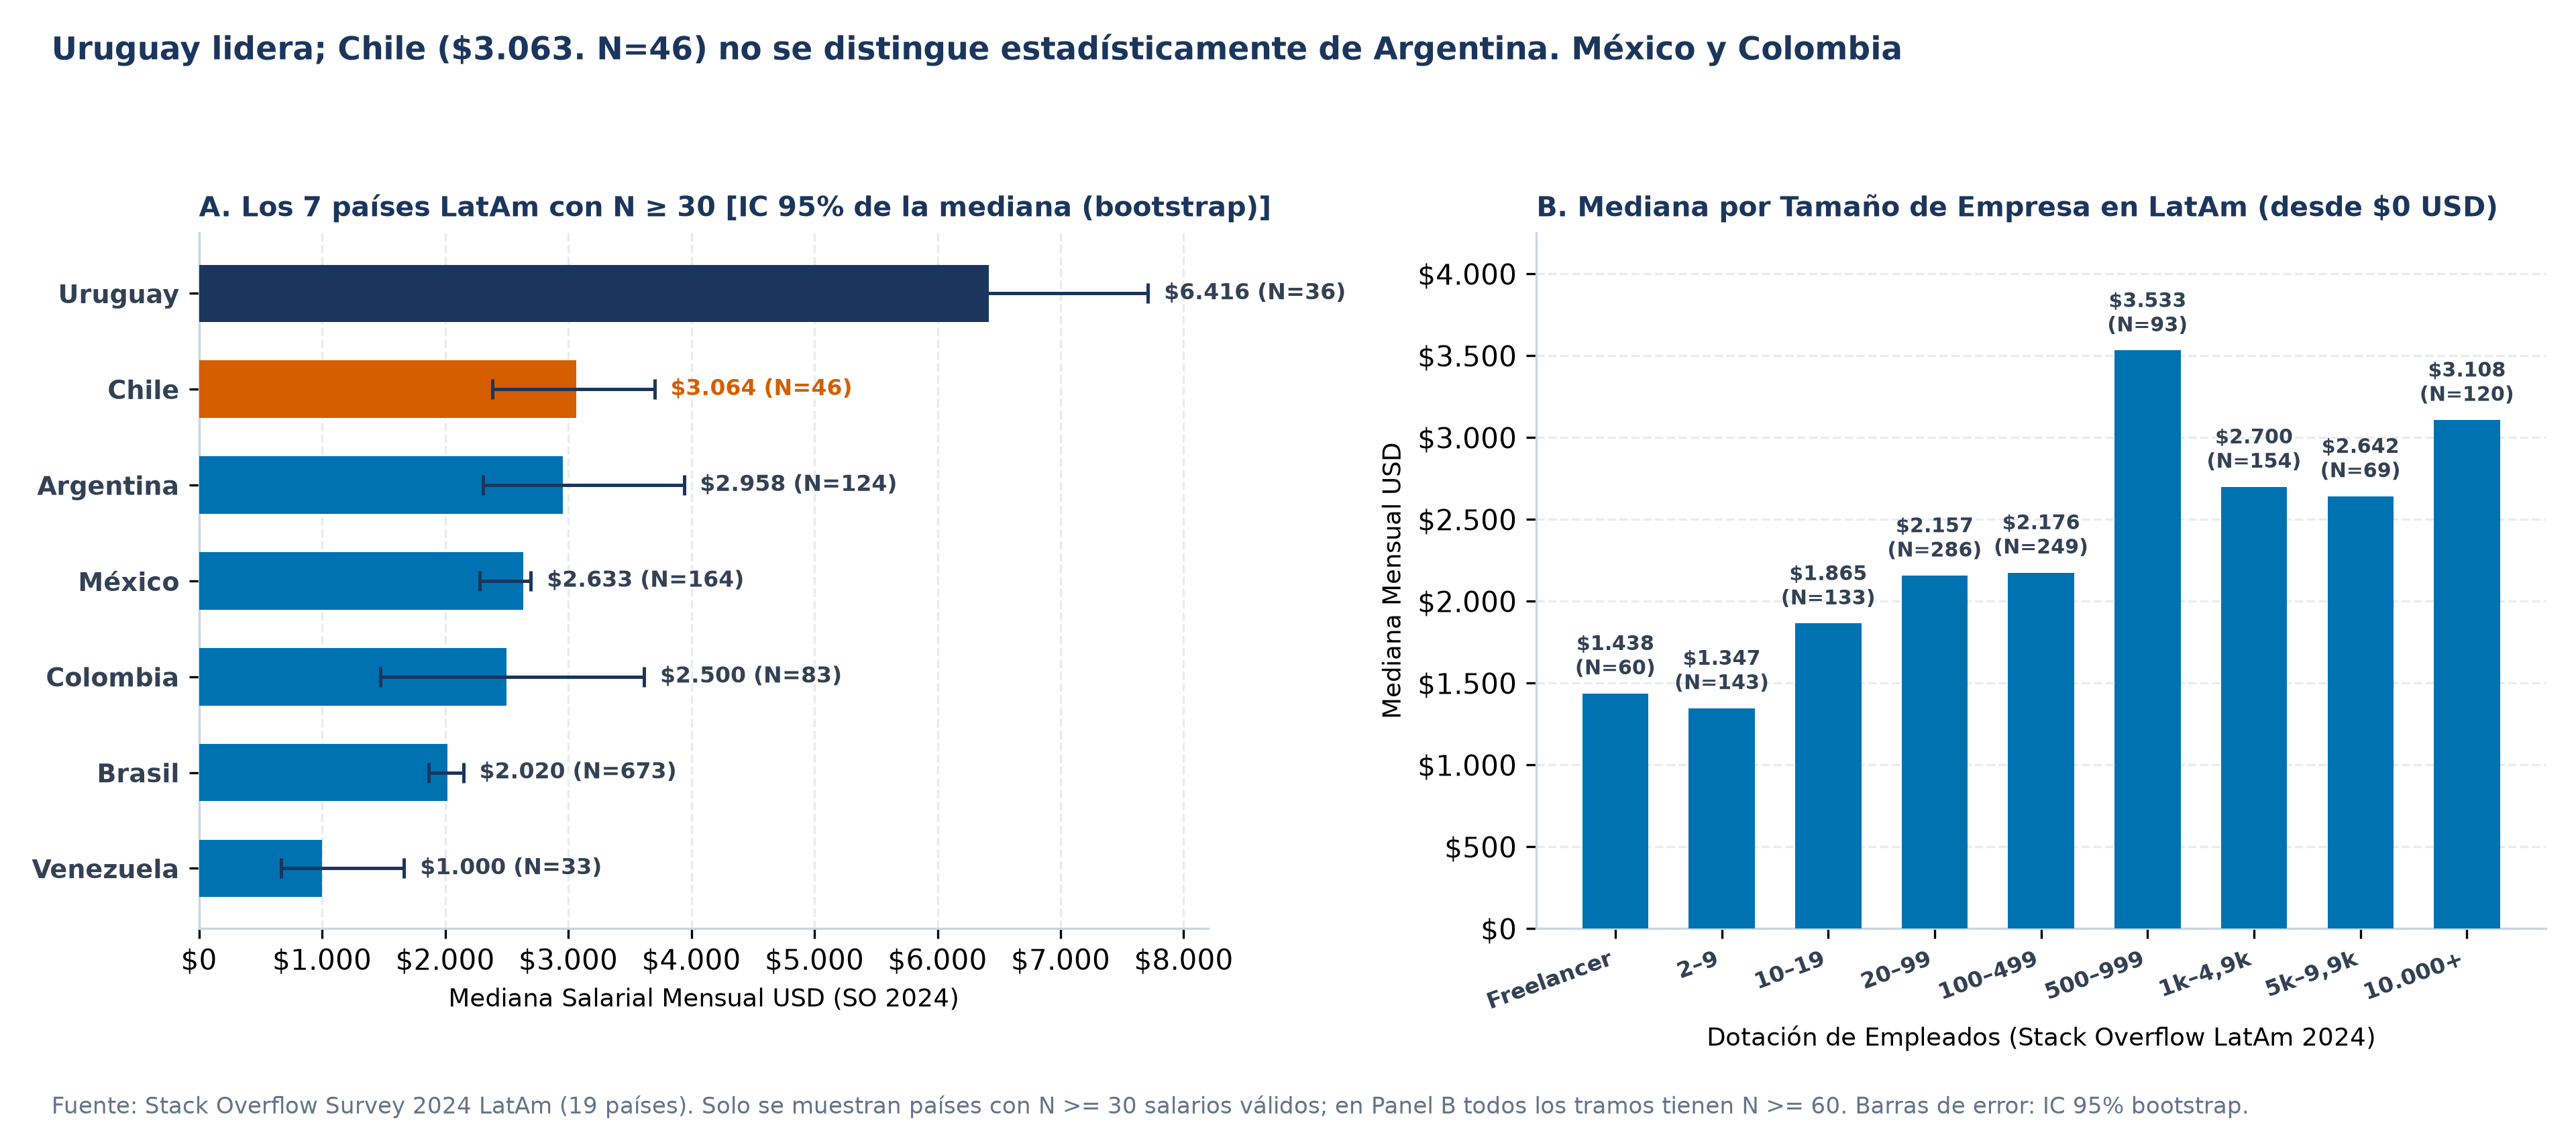 Uruguay lidera; Chile ($3.063. N=46) no se distingue estadísticamente de Argentina. México y Colombia
A. Los 7 países LatAm con N ≥ 30 [IC 95% de la mediana (bootstrap)]
Uruguay
$6.416 (N=36)
Chile
$3.064 (N=46)
Argentina
$2.958 (N=124)
México
$2.633 (N=164)
Colombia
$2.500 (N=83)
Brasil
$2.020 (N=673)
Venezuela
$1.000 (N=33)
$0 $1.000 $2.000 $3.000 $4.000 $5.000 $6.000 $7.000 $8.000
Mediana Salarial Mensual USD (SO 2024)
B. Mediana por Tamaño de Empresa en LatAm (desde $0 USD)
Mediana Mensual USD
$4.000
$3.500
$3.000
$2.500
$2.000
$1.500
$1.000
$500
$0
$1.438
(N=60)
$1.347
(N=143)
$1.865
(N=133)
$2.157
(N=286)
$2.176
(N=249)
$3.533
(N=93)
$2.700
(N=154)
$2.642
(N=69)
$3.108
(N=120)
Freelancer 2–9 10–19 20–99 100–499 500–999 1k–4,9k 5k–9,9k 10.000+
Dotación de Empleados (Stack Overflow LatAm 2024)
Fuente: Stack Overflow Survey 2024 LatAm (19 países). Solo se muestran países con N >= 30 salarios válidos; en Panel B todos los tramos tienen N >= 60. Barras de error: IC 95% bootstrap.